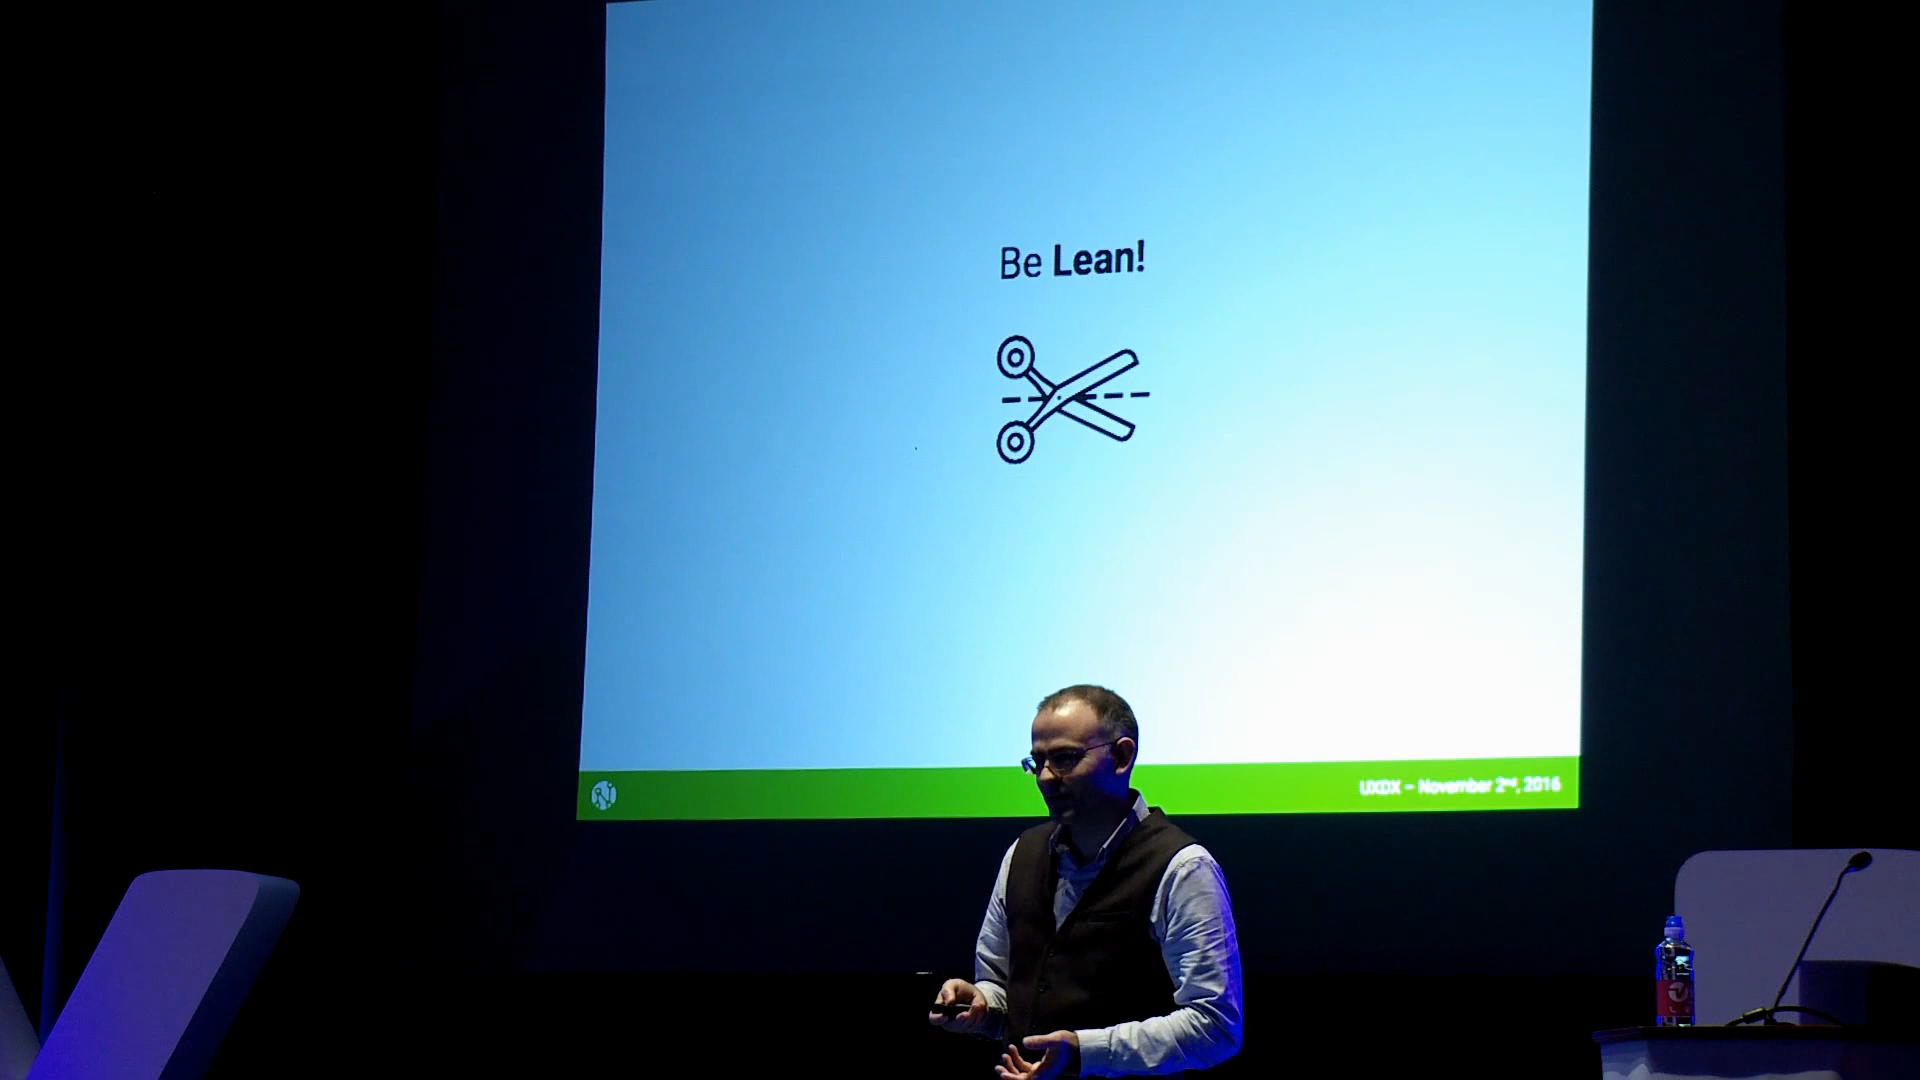 Be Lean!
UXDX – November 2nd, 2016